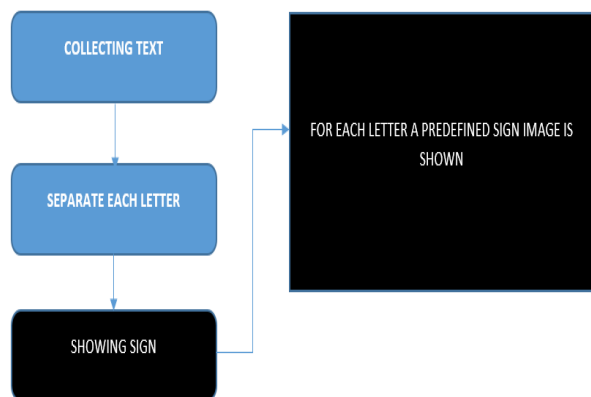 COLLECTING TEXT
SEPARATE EACH LETTER
SHOWING SIGN
FOR EACH LETTER A PREDEFINED SIGN IMAGE IS
SHOWN